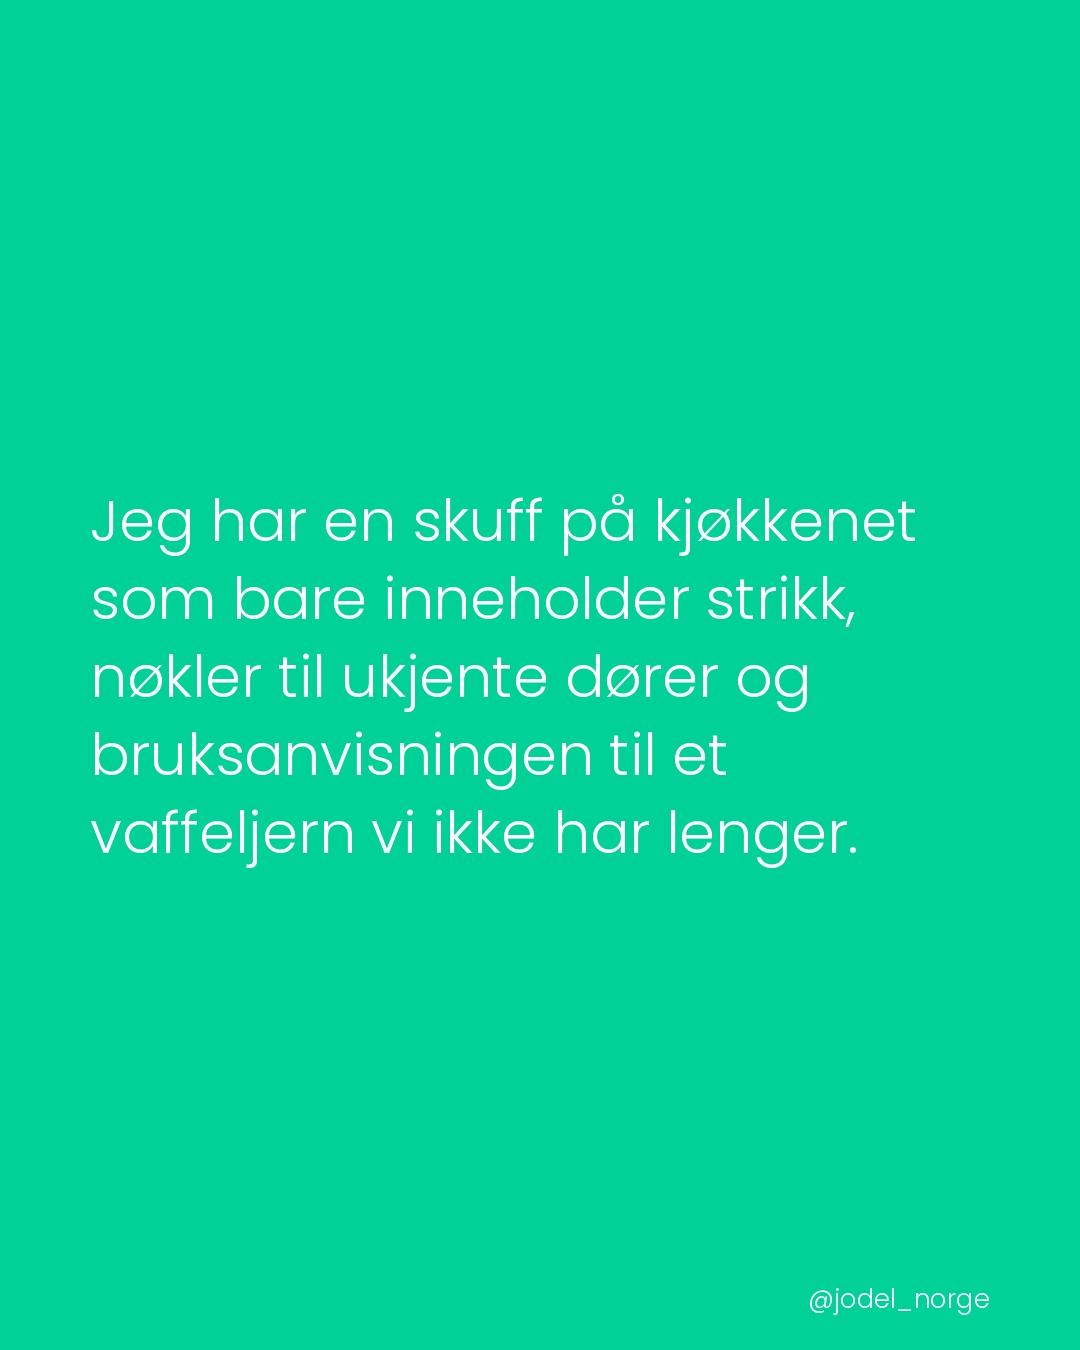 Jeg har en skuff på kjøkkenet
som bare inneholder strikk,
nøkler til ukjente dører og
bruksanvisningen til et
vaffeljern vi ikke har lenger.
@jodel_norge